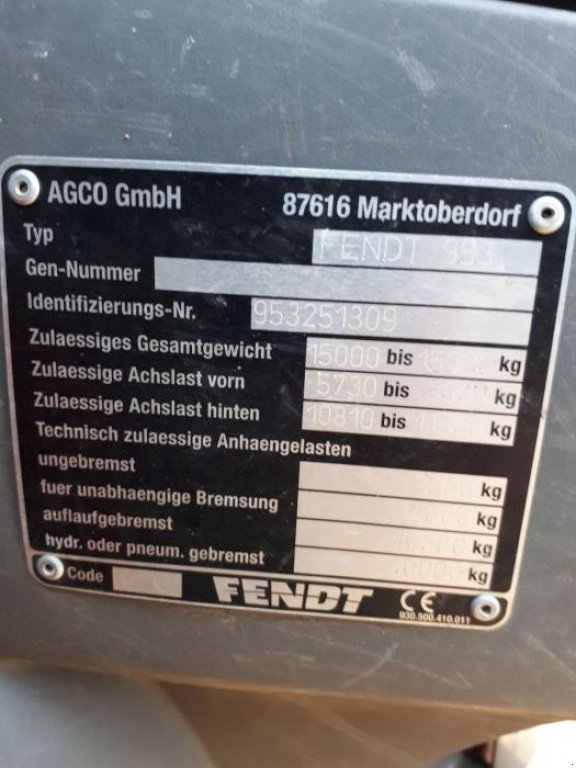 AGCO GmbH 87616 Marktoberdorf
Typ FENDT
Gen-Nummer
Identifizierungs-Nr. 953251309
Zulaessiges Gesamtgewicht 15000 bis kg
Zulaessige Achslast vorn 5730 bis kg
Zulaessige Achslast hinten 10810 bis kg
Technisch zulaessige Anhaengelasten
ungebremst kg
fuer unabhaengige Bremsung kg
auflaufgebremst kg
hydr. oder pneum. gebremst kg
Code FENDT CE
930.500.410.011